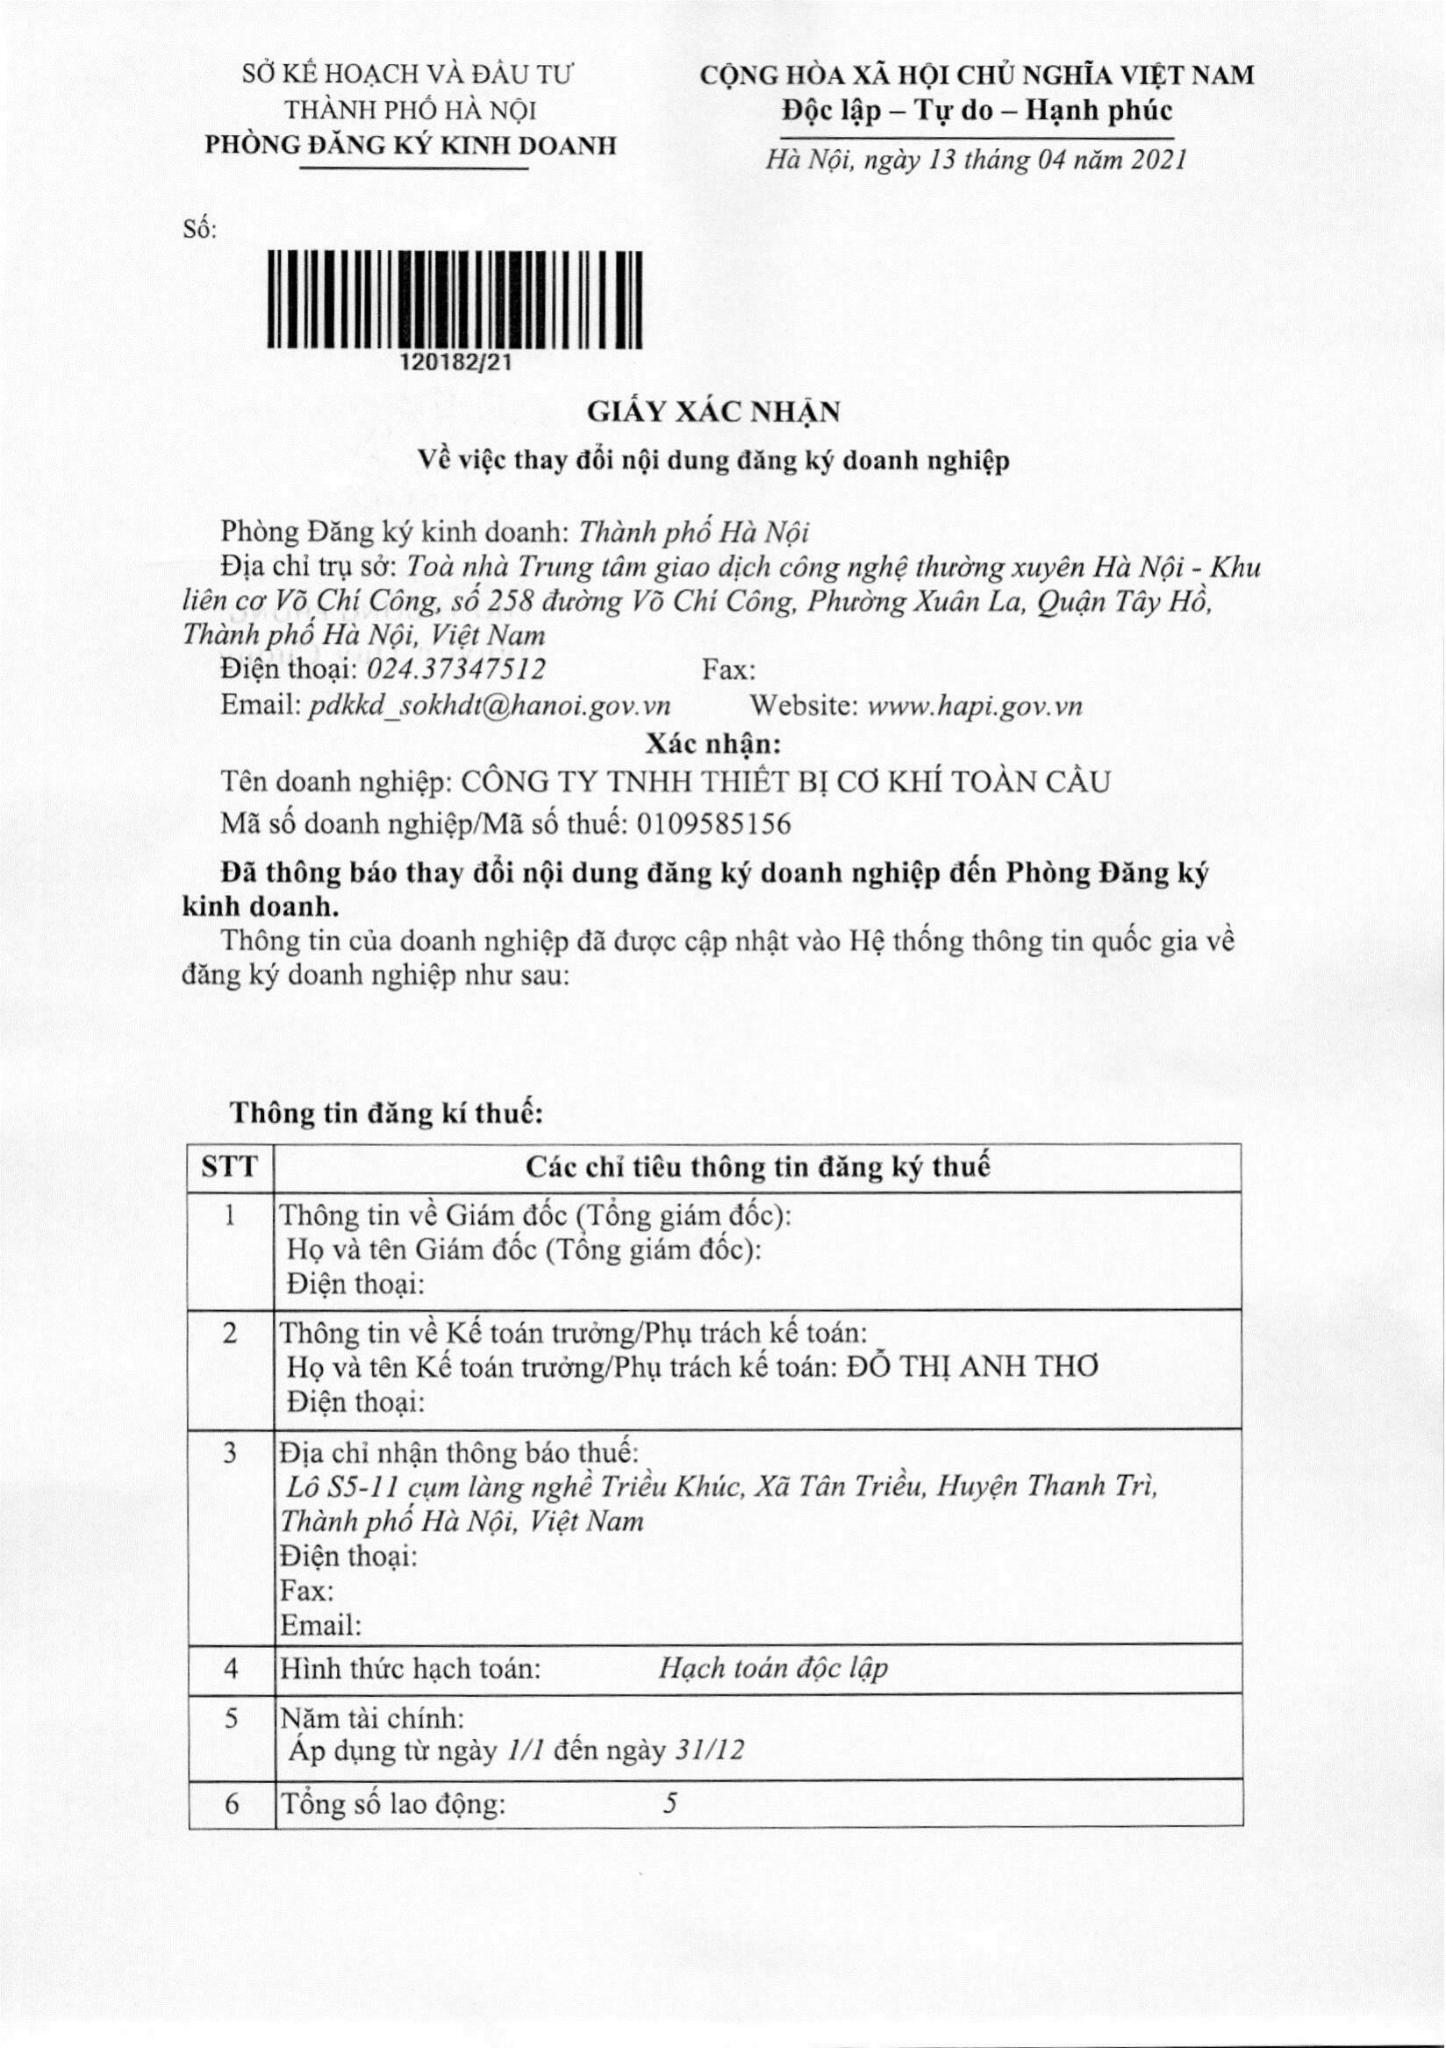 SỞ KẾ HOẠCH VÀ ĐẦU TƯ
THÀNH PHỐ HÀ NỘI
PHÒNG ĐĂNG KÝ KINH DOANH
CỘNG HÒA XÃ HỘI CHỦ NGHĨA VIỆT NAM
Độc lập – Tự do – Hạnh phúc
Hà Nội, ngày 13 tháng 04 năm 2021
Số:
120182/21
GIẤY XÁC NHẬN
Về việc thay đổi nội dung đăng ký doanh nghiệp
Phòng Đăng ký kinh doanh: Thành phố Hà Nội
Địa chỉ trụ sở: Toà nhà Trung tâm giao dịch công nghệ thường xuyên Hà Nội - Khu
liên cơ Võ Chí Công, số 258 đường Võ Chí Công, Phường Xuân La, Quận Tây Hồ,
Thành phố Hà Nội, Việt Nam
Điện thoại: 024.37347512 Fax:
Email: pdkkd_sokhdt@hanoi.gov.vn Website: www.hapi.gov.vn
Xác nhận:
Tên doanh nghiệp: CÔNG TY TNHH THIẾT BỊ CƠ KHÍ TOÀN CẦU
Mã số doanh nghiệp/Mã số thuế: 0109585156
Đã thông báo thay đổi nội dung đăng ký doanh nghiệp đến Phòng Đăng ký
kinh doanh.
Thông tin của doanh nghiệp đã được cập nhật vào Hệ thống thông tin quốc gia về
đăng ký doanh nghiệp như sau:
Thông tin đăng kí thuế:
STT Các chỉ tiêu thông tin đăng ký thuế
1 Thông tin về Giám đốc (Tổng giám đốc):
Họ và tên Giám đốc (Tổng giám đốc):
Điện thoại:
2 Thông tin về Kế toán trưởng/Phụ trách kế toán:
Họ và tên Kế toán trưởng/Phụ trách kế toán: ĐỖ THỊ ANH THƠ
Điện thoại:
3 Địa chỉ nhận thông báo thuế:
Lô S5-11 cụm làng nghề Triều Khúc, Xã Tân Triều, Huyện Thanh Trì,
Thành phố Hà Nội, Việt Nam
Điện thoại:
Fax:
Email:
4 Hình thức hạch toán: Hạch toán độc lập
5 Năm tài chính:
Áp dụng từ ngày 1/1 đến ngày 31/12
6 Tổng số lao động: 5